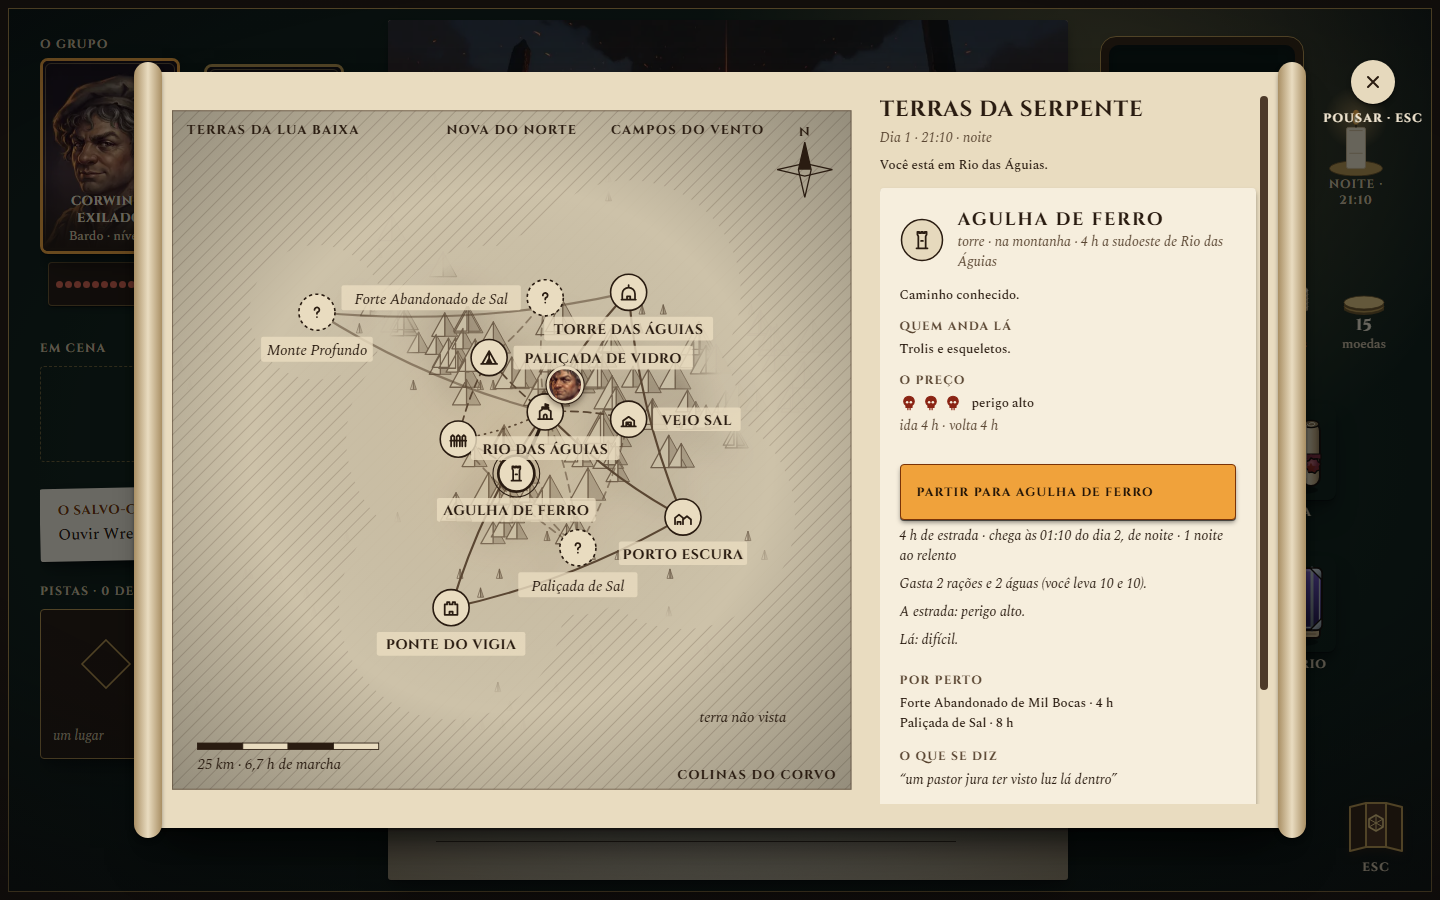 O GRUPO
CORWIN
EXILADO
Bardo · níve
EM CENA
O SALVO-C
Ouvir Wre
PISTAS · 0 DE
um lugar
TERRAS DA LUA BAIXA
NOVA DO NORTE
CAMPOS DO VENTO
N
?
Forte Abandonado de Sal
?
TORRE DAS ÁGUIAS
Monte Profundo
PALIÇADA DE VIDRO
VEIO SAL
RIO DAS ÁGUIAS
AGULHA DE FERRO
?
PORTO ESCURA
Paliçada de Sal
PONTE DO VIGIA
terra não vista
25 km · 6,7 h de marcha
COLINAS DO CORVO
TERRAS DA SERPENTE
Dia 1 · 21:10 · noite
Você está em Rio das Águias.
AGULHA DE FERRO
torre · na montanha · 4 h a sudoeste de Rio das
Águias
Caminho conhecido.
QUEM ANDA LÁ
Trolis e esqueletos.
O PREÇO
perigo alto
ida 4 h · volta 4 h
PARTIR PARA AGULHA DE FERRO
4 h de estrada · chega às 01:10 do dia 2, de noite · 1 noite
ao relento
Gasta 2 rações e 2 águas (você leva 10 e 10).
A estrada: perigo alto.
Lá: difícil.
POR PERTO
Forte Abandonado de Mil Bocas · 4 h
Paliçada de Sal · 8 h
O QUE SE DIZ
“um pastor jura ter visto luz lá dentro”
POUSAR · ESC
NOITE ·
21:10
15
moedas
A
RIO
ESC